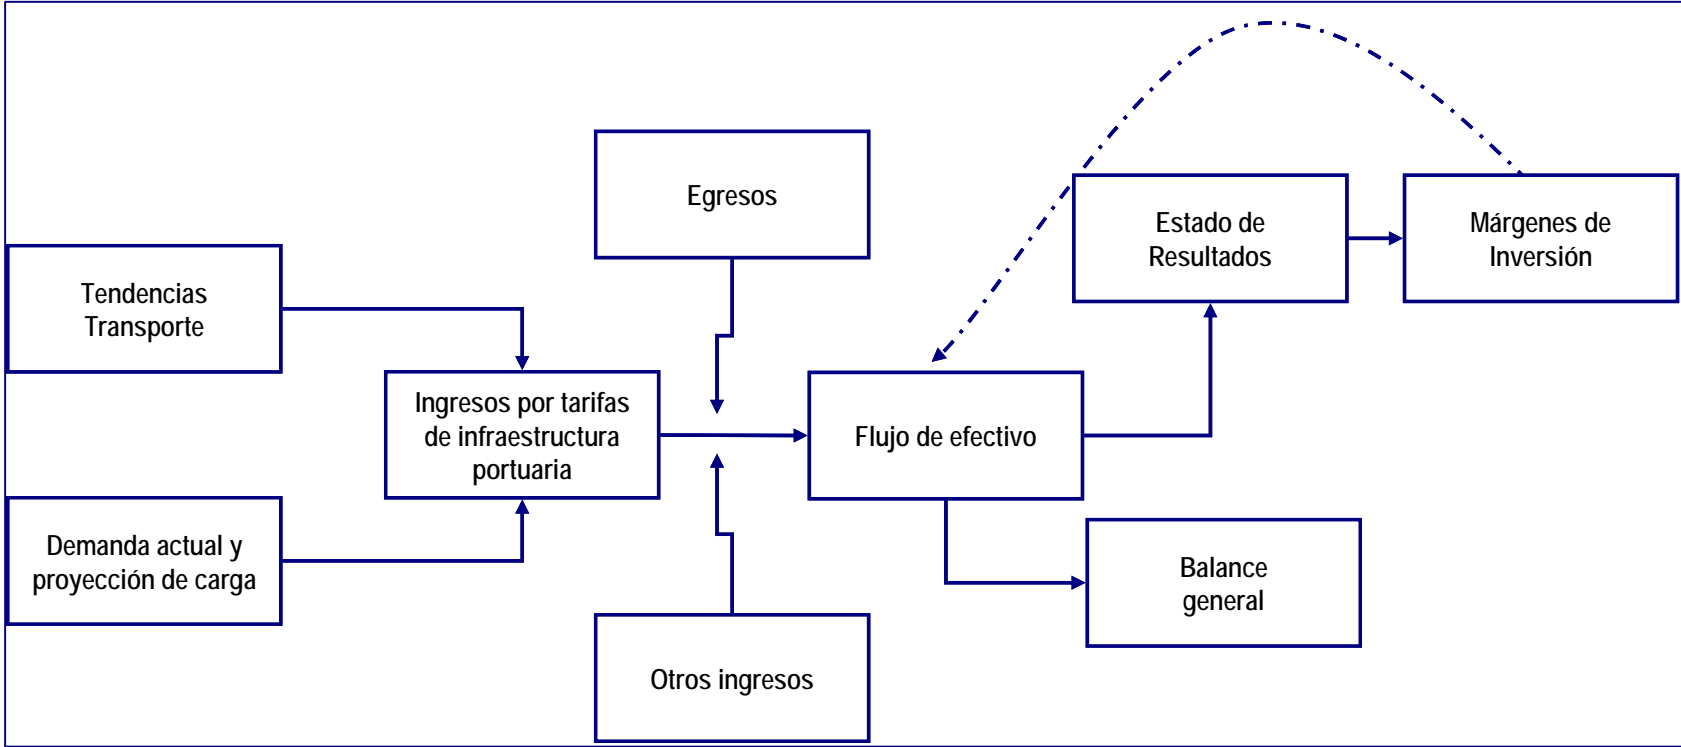 Egresos
Estado de
Resultados
Márgenes de
Inversión
Tendencias
Transporte
Ingresos por tarifas
de infraestructura
portuaria
Flujo de efectivo
Demanda actual y
proyección de carga
Balance
general
Otros ingresos